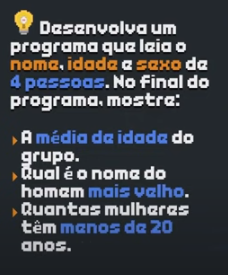 Desenvolva um
programa que leia o
nome, idade e sexo de
4 pessoas. No final do
programa, mostre:
A média de idade do
grupo.
Qual é o nome do
homem mais velho.
Quantas mulheres
têm menos de 20
anos.